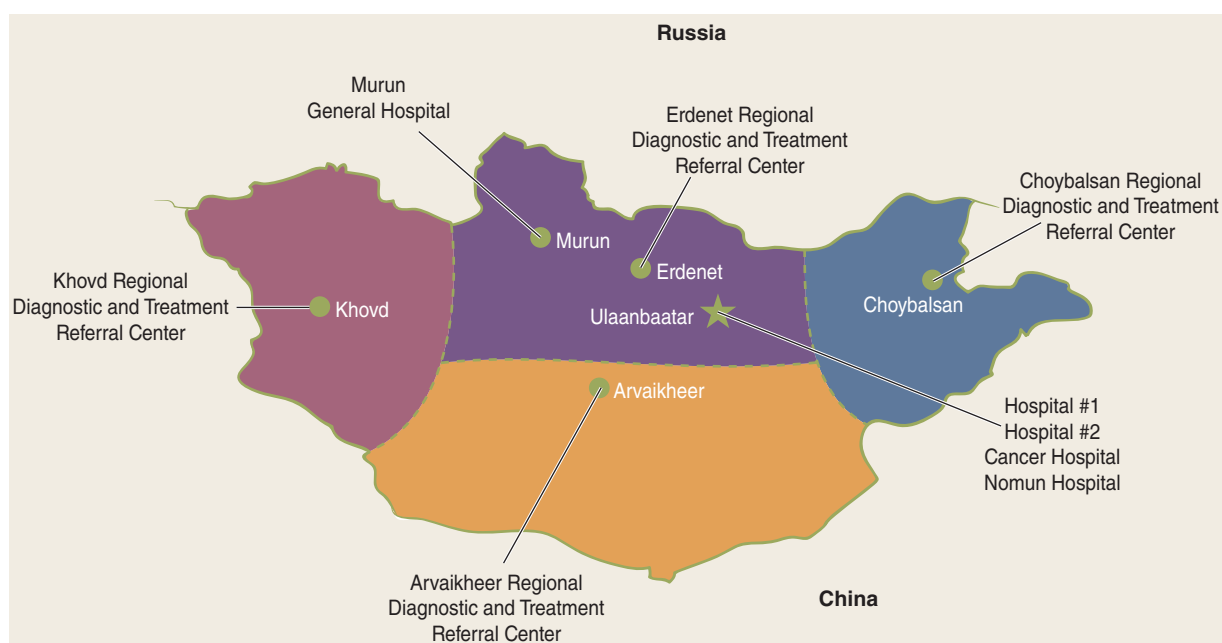 Russia
Murun
General Hospital
Erdenet Regional
Diagnostic and Treatment
Referral Center
Choybalsan Regional
Diagnostic and Treatment
Referral Center
Khovd Regional
Diagnostic and Treatment
Referral Center
Murun
Erdenet
Khovd
Ulaanbaatar
Choybalsan
Arvaikheer
Hospital #1
Hospital #2
Cancer Hospital
Nomun Hospital
Arvaikheer Regional
Diagnostic and Treatment
Referral Center
China